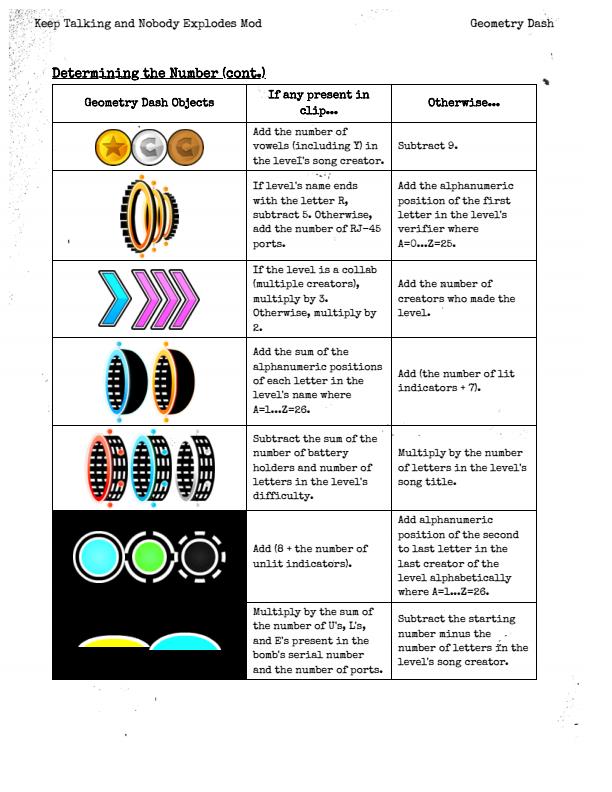 Keep Talking and Nobody Explodes Mod
Geometry Dash
Determining the Number (cont.)
Geometry Dash Objects
If any present in
clip...
Otherwise...
Add the number of
vowels (including Y) in
the level's song creator.
Subtract 9.
If level's name ends
with the letter R,
subtract 5. Otherwise,
add the number of RJ-45
ports.
Add the alphanumeric
position of the first
letter in the level's
verifier where
A=0...Z=25.
If the level is a collab
(multiple creators),
multiply by 3.
Otherwise, multiply by
2.
Add the number of
creators who made the
level.
Add the sum of the
alphanumeric positions
of each letter in the
level's name where
A=1...Z=26.
Add (the number of lit
indicators + 7).
Subtract the sum of the
number of battery
holders and number of
letters in the level's
difficulty.
Multiply by the number
of letters in the level's
song title.
Add (8 + the number of
unlit indicators).
Add alphanumeric
position of the second
to last letter in the
last creator of the
level alphabetically
where A=1...Z=26.
Multiply by the sum of
the number of U's, L's,
and E's present in the
bomb's serial number
and the number of ports.
Subtract the starting
number minus the
number of letters in the
level's song creator.